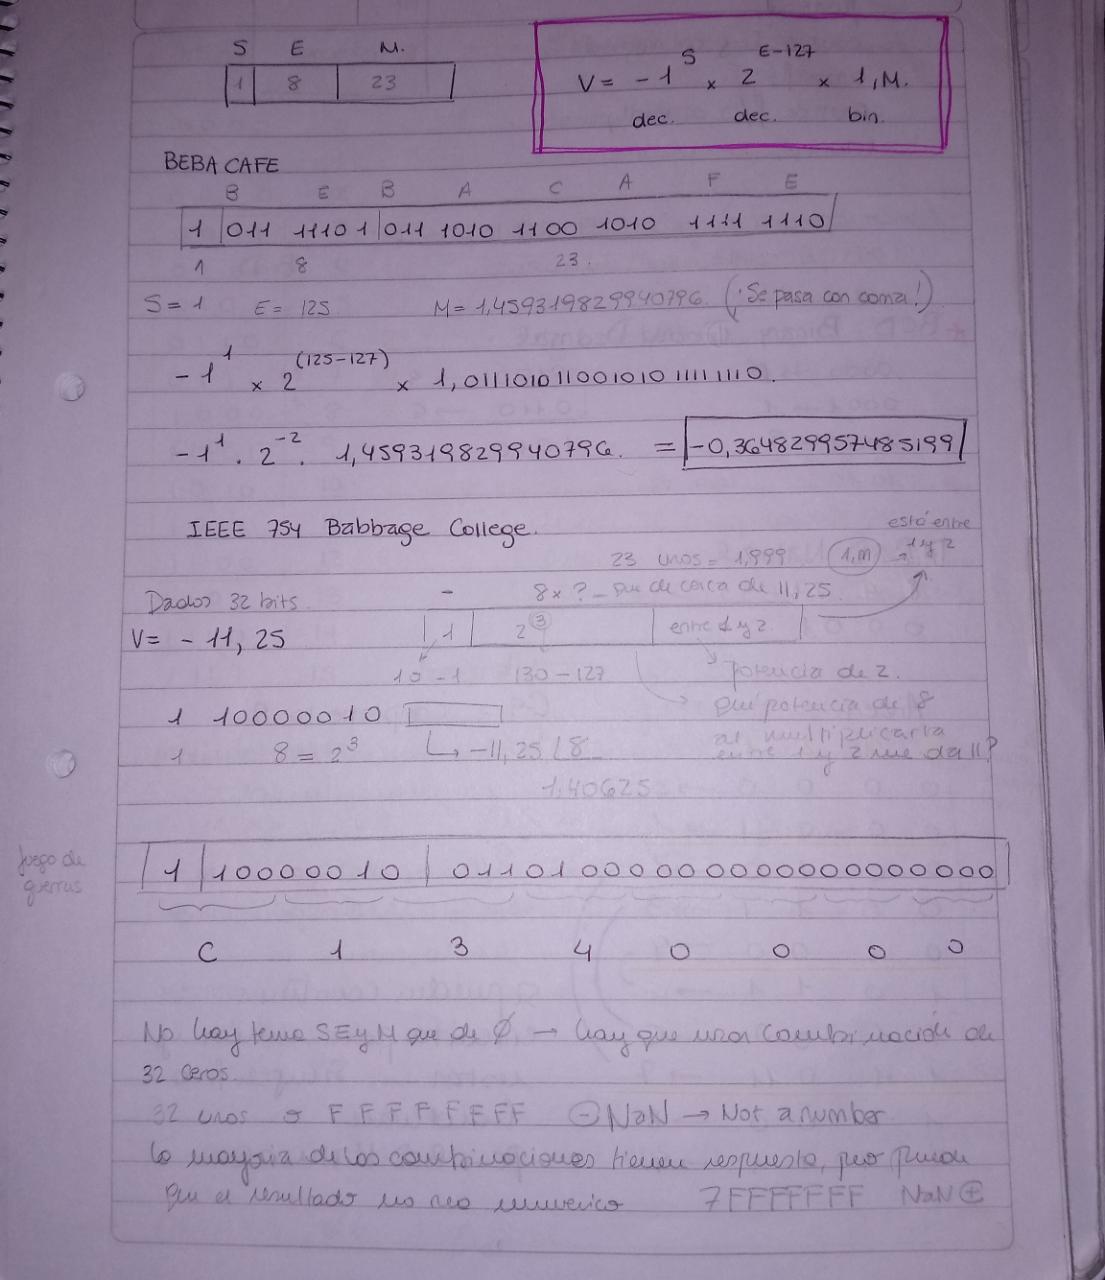 S E M.
1 8 23
V = -1^S x 2^E-127 x 1,M.
dec. dec. bin.
BEBA CAFE
B E B A C A F E
1 011 1110 1 011 1010 1100 1010 1111 1110
1 8 23.
S = 1 E = 125 M = 1,459319829940796. (Se pasa con coma!)
-1^1 x 2^(125-127) x 1,01110101100101011111110.
-1^1 . 2^-2 . 1,459319829940796. = -0,364829957485199
IEEE 754 Babbage College.
está entre
23 unos = 1,999 1,m → 1 y 2
- 8 x ? que de cerca de 11,25
Dados 32 bits
V = - 11, 25
1 2^3 entre 1 y 2
10 - 1 130 - 127 Potencia de 2.
1 10000010 qué potencia de 8
al multiplicarla
1 8 = 2^3 -11,25 / 8 entre 1 y 2 me da 11?
1.40625
Juego de guerras
1 10000010 01101000000000000000000
C 1 3 4 0 0 0 0
No hay terna S E y M que de Ø → hay que usar combinación de
32 ceros.
32 unos o F F F F F F F F ⊖ NaN → Not a number.
la mayoría de las combinaciones tienen respuesta, pero puede
que el resultado no sea numérico 7FFFFFFF NaN ⊕